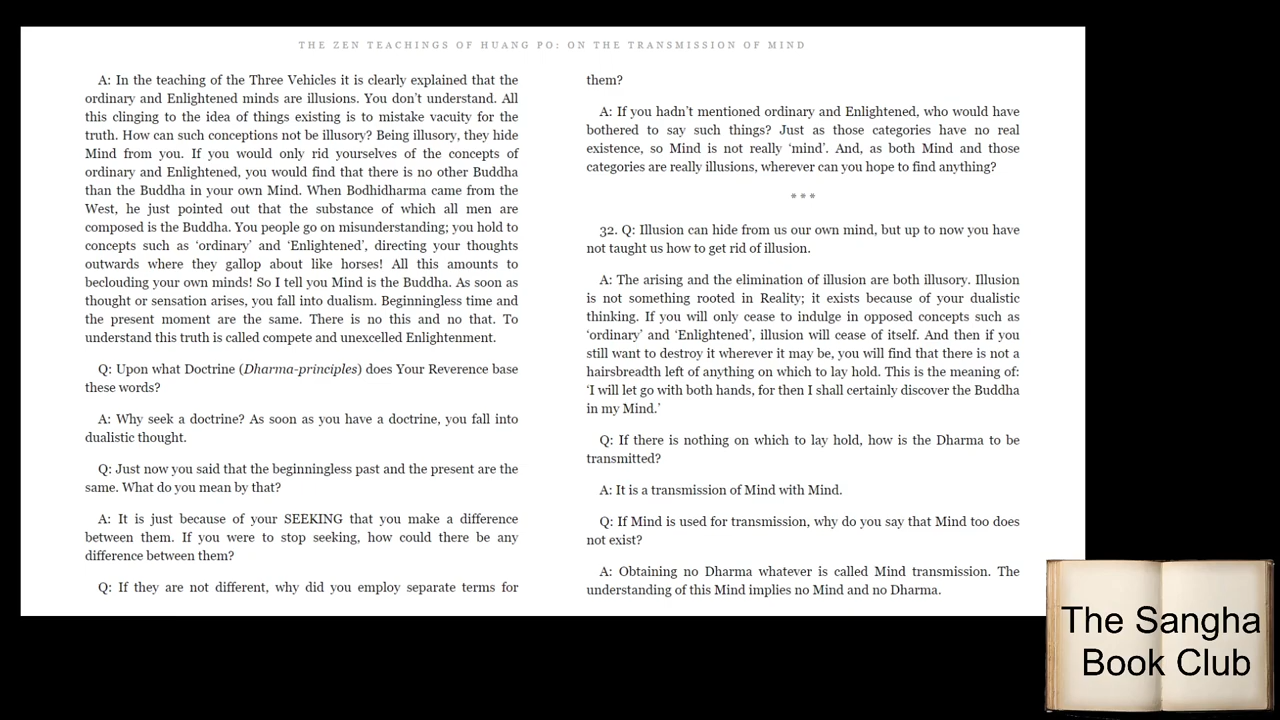 THE ZEN TEACHINGS OF HUANG PO: ON THE TRANSMISSION OF MIND
A: In the teaching of the Three Vehicles it is clearly explained that the
ordinary and Enlightened minds are illusions. You don't understand. All
this clinging to the idea of things existing is to mistake vacuity for the
truth. How can such conceptions not be illusory? Being illusory, they hide
Mind from you. If you would only rid yourselves of the concepts of
ordinary and Enlightened, you would find that there is no other Buddha
than the Buddha in your own Mind. When Bodhidharma came from the
West, he just pointed out that the substance of which all men are
composed is the Buddha. You people go on misunderstanding; you hold to
concepts such as ‘ordinary’ and ‘Enlightened’, directing your thoughts
outwards where they gallop about like horses! All this amounts to
beclouding your own minds! So I tell you Mind is the Buddha. As soon as
thought or sensation arises, you fall into dualism. Beginningless time and
the present moment are the same. There is no this and no that. To
understand this truth is called compete and unexcelled Enlightenment.
Q: Upon what Doctrine (Dharma-principles) does Your Reverence base
these words?
A: Why seek a doctrine? As soon as you have a doctrine, you fall into
dualistic thought.
Q: Just now you said that the beginningless past and the present are the
same. What do you mean by that?
A: It is just because of your SEEKING that you make a difference
between them. If you were to stop seeking, how could there be any
difference between them?
Q: If they are not different, why did you employ separate terms for
them?
A: If you hadn't mentioned ordinary and Enlightened, who would have
bothered to say such things? Just as those categories have no real
existence, so Mind is not really ‘mind’. And, as both Mind and those
categories are really illusions, wherever can you hope to find anything?
* * *
32. Q: Illusion can hide from us our own mind, but up to now you have
not taught us how to get rid of illusion.
A: The arising and the elimination of illusion are both illusory. Illusion
is not something rooted in Reality; it exists because of your dualistic
thinking. If you will only cease to indulge in opposed concepts such as
‘ordinary’ and ‘Enlightened’, illusion will cease of itself. And then if you
still want to destroy it wherever it may be, you will find that there is not a
hairsbreadth left of anything on which to lay hold. This is the meaning of:
‘I will let go with both hands, for then I shall certainly discover the Buddha
in my Mind.’
Q: If there is nothing on which to lay hold, how is the Dharma to be
transmitted?
A: It is a transmission of Mind with Mind.
Q: If Mind is used for transmission, why do you say that Mind too does
not exist?
A: Obtaining no Dharma whatever is called Mind transmission. The
understanding of this Mind implies no Mind and no Dharma.
The Sangha
Book Club